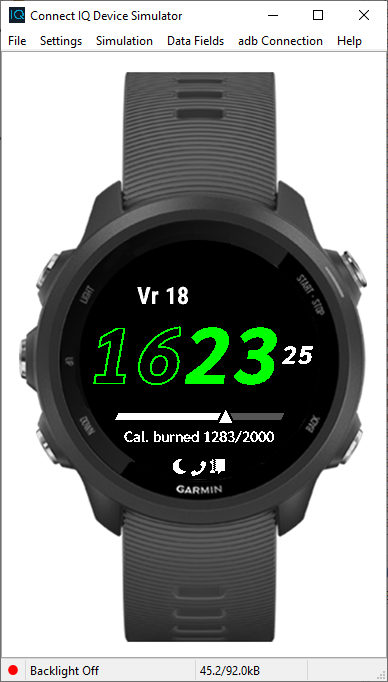 Connect IQ Device Simulator
File Settings Simulation Data Fields adb Connection Help
LIGHT
START · STOP
Vr 18
16 23 25
UP
DOWN
BACK
Cal. burned 1283/2000
GARMIN
Backlight Off 45.2/92.0kB